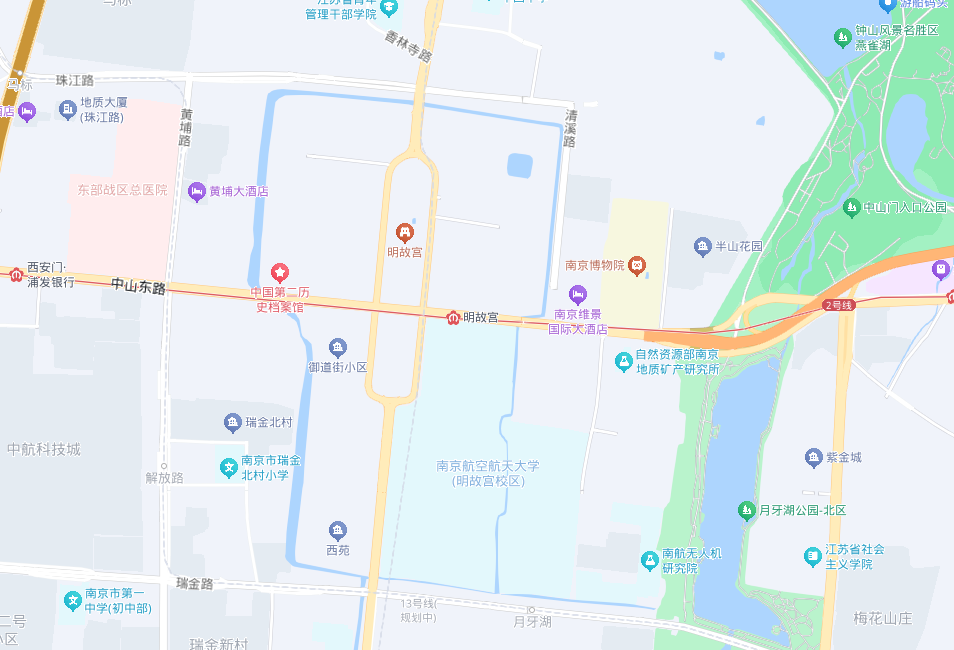 江苏省青年
管理干部学院
游船码头
香林寺路
钟山风景名胜区
燕雀湖
珠江路
地质大厦
(珠江路)
黄埔路
清溪路
东部战区总医院
黄埔大酒店
中山门入口公园
明故宫
半山花园
南京博物院
西安门·
浦发银行
中山东路
中国第二历
史档案馆
明故宫
南京维景
国际大酒店
2号线
御道街小区
自然资源部南京
地质矿产研究所
瑞金北村
中航科技城
南京市瑞金
北村小学
解放路
南京航空航天大学
(明故宫校区)
紫金城
月牙湖公园-北区
西苑
南航无人机
研究院
江苏省社会
主义学院
瑞金路
南京市第一
中学(初中部)
13号线(
规划中)
月牙湖
梅花山庄
二号
小区
瑞金新村